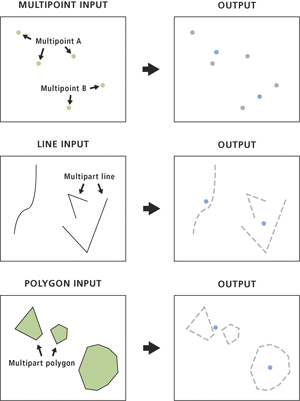 MULTIPOINT INPUT
OUTPUT
Multipoint A
Multipoint B
LINE INPUT
OUTPUT
Multipart line
POLYGON INPUT
OUTPUT
Multipart polygon